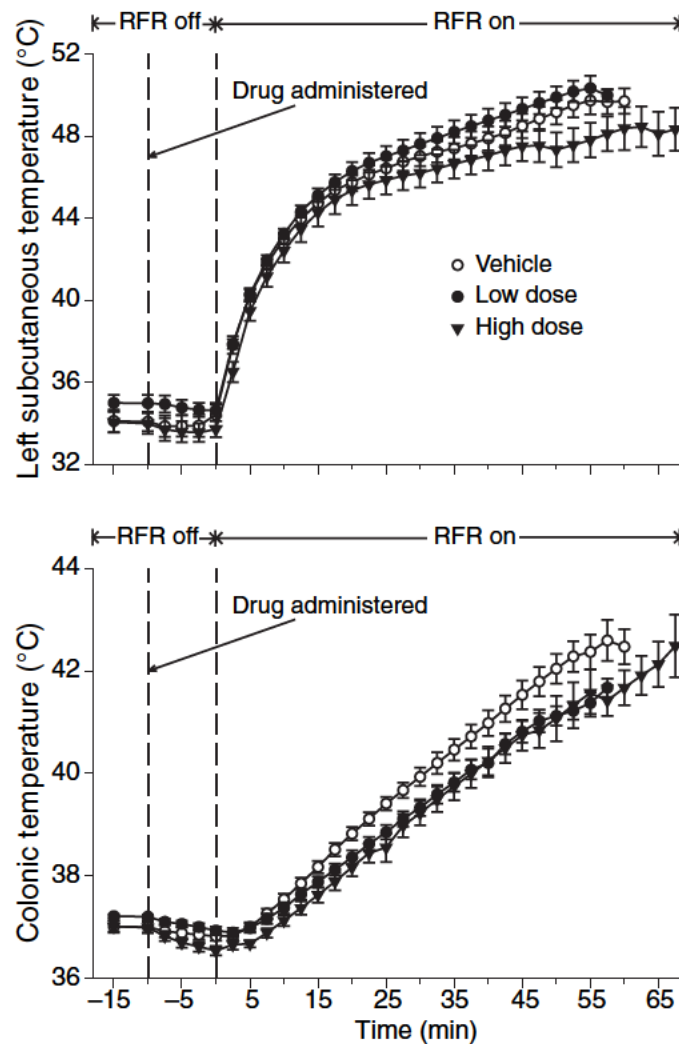 RFR off RFR on
52
48
44
40
36
32
Left subcutaneous temperature (°C)
Drug administered
Vehicle
Low dose
High dose
RFR off RFR on
44
42
40
38
36
Colonic temperature (°C)
Drug administered
–15 –5 5 15 25 35 45 55 65
Time (min)